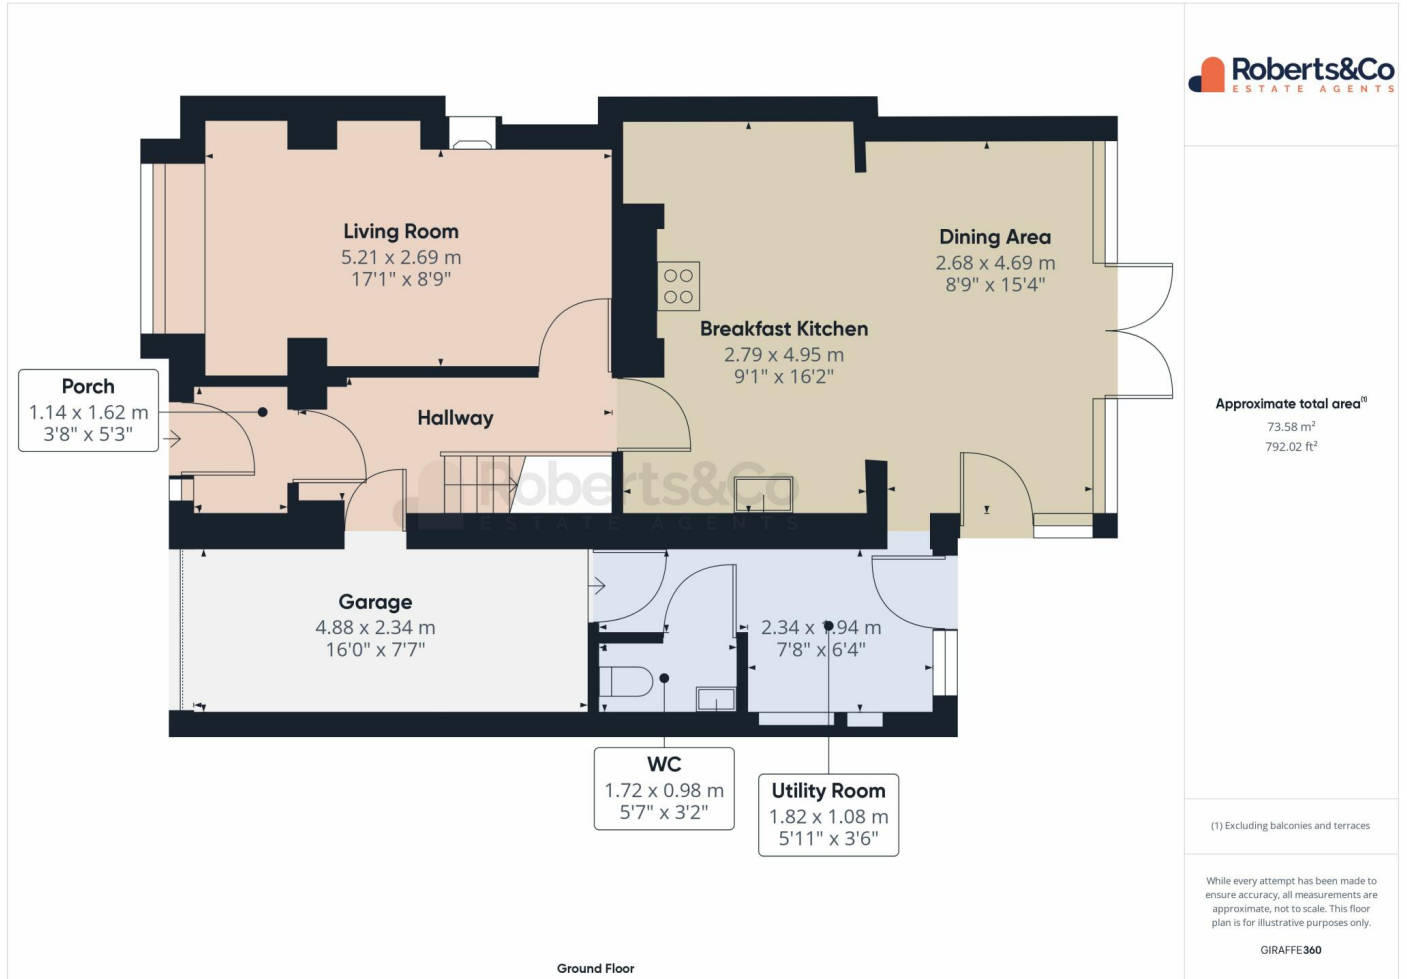 Roberts&Co
ESTATE AGENTS
Living Room
5.21 x 2.69 m
17'1" x 8'9"
Dining Area
2.68 x 4.69 m
8'9" x 15'4"
Breakfast Kitchen
2.79 x 4.95 m
9'1" x 16'2"
Porch
1.14 x 1.62 m
3'8" x 5'3"
Hallway
Roberts&Co
ESTATE AGENTS
Garage
4.88 x 2.34 m
16'0" x 7'7"
2.34 x 1.94 m
7'8" x 6'4"
WC
1.72 x 0.98 m
5'7" x 3'2"
Utility Room
1.82 x 1.08 m
5'11" x 3'6"
Ground Floor
Approximate total area⁽¹⁾
73.58 m²
792.02 ft²
(1) Excluding balconies and terraces
While every attempt has been made to
ensure accuracy, all measurements are
approximate, not to scale. This floor
plan is for illustrative purposes only.
GIRAFFE360